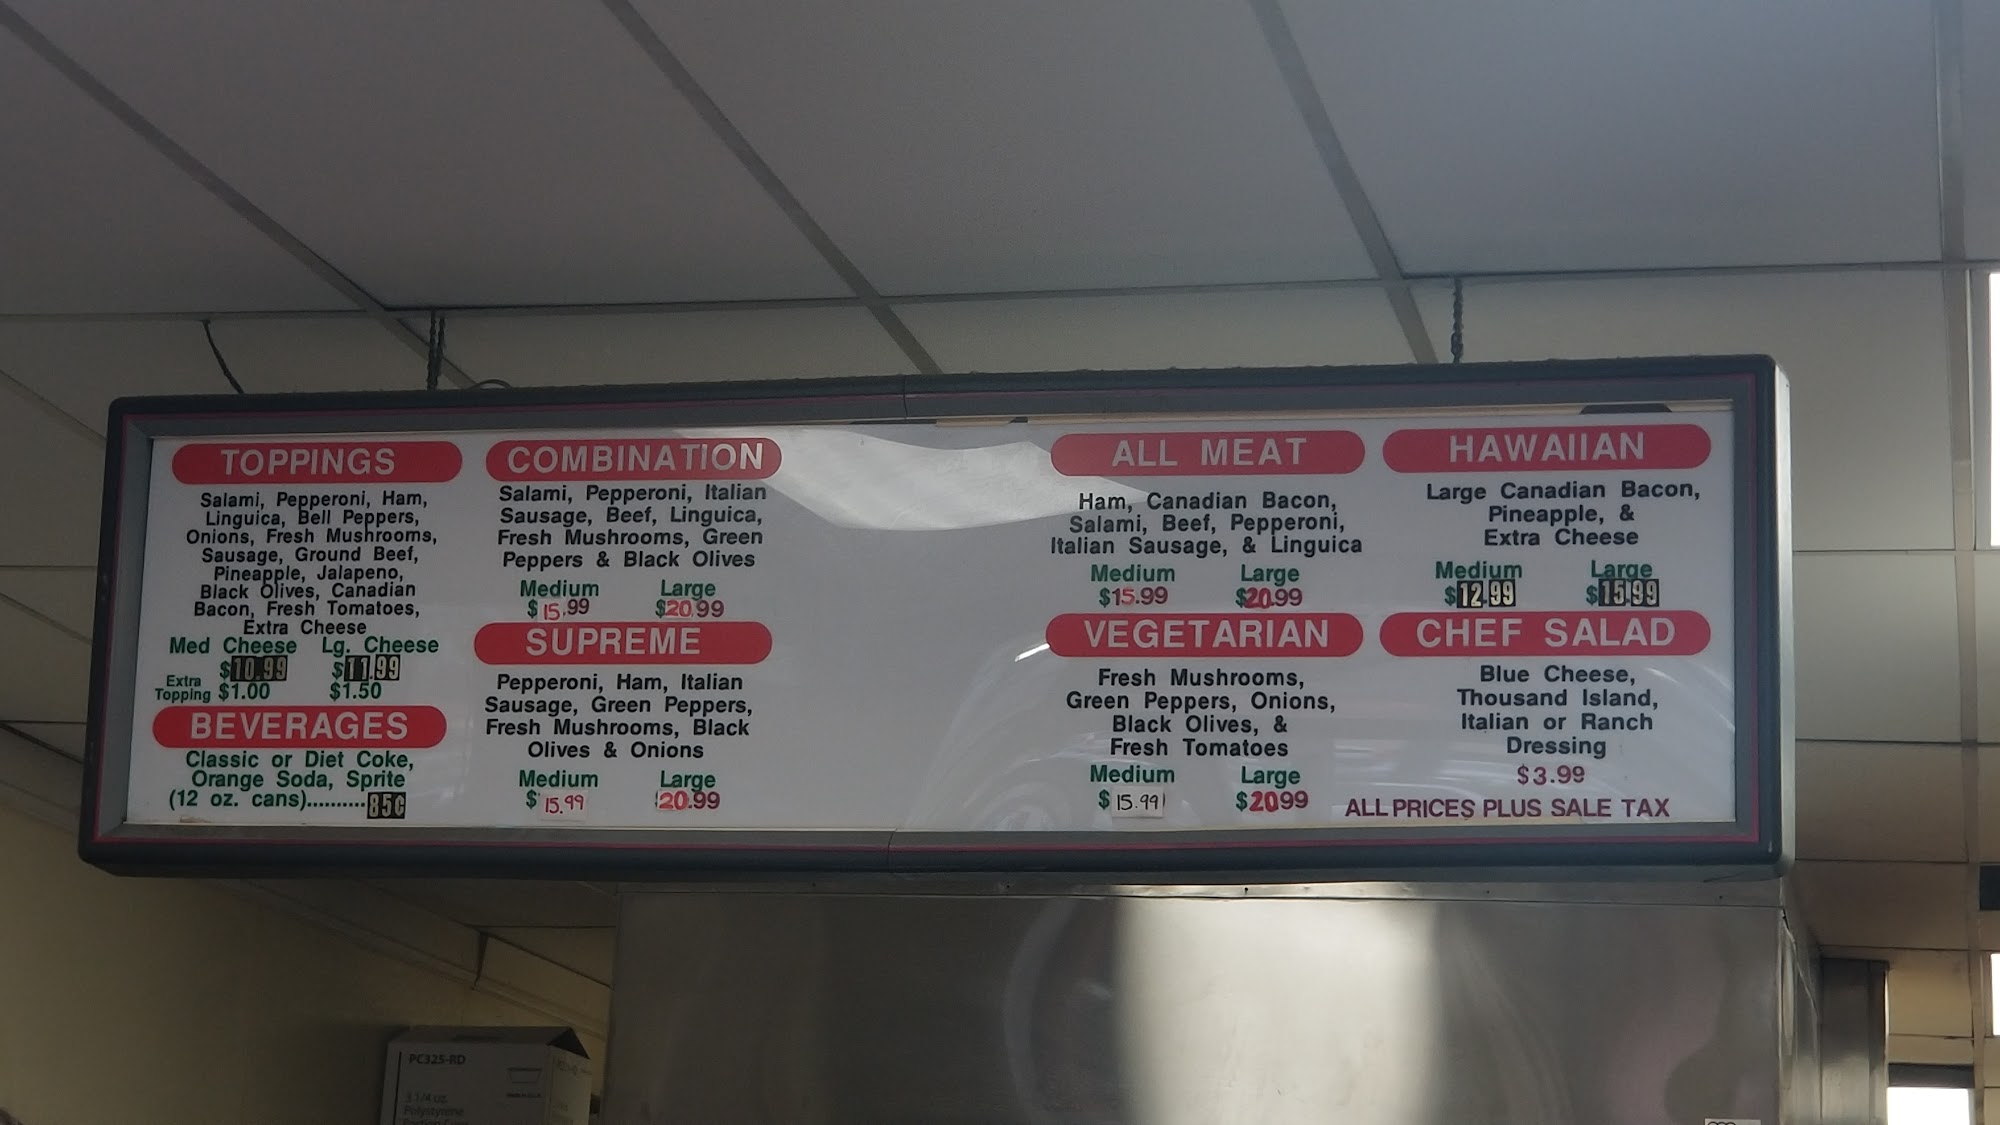 TOPPINGS
Salami, Pepperoni, Ham,
Linguica, Bell Peppers,
Onions, Fresh Mushrooms,
Sausage, Ground Beef,
Pineapple, Jalapeno,
Black Olives, Canadian
Bacon, Fresh Tomatoes,
Extra Cheese
Med Cheese Lg. Cheese
$10.99 $11.99
Extra
Topping $1.00 $1.50
BEVERAGES
Classic or Diet Coke,
Orange Soda, Sprite
(12 oz. cans)..........85¢
COMBINATION
Salami, Pepperoni, Italian
Sausage, Beef, Linguica,
Fresh Mushrooms, Green
Peppers & Black Olives
Medium Large
$15.99 $20.99
SUPREME
Pepperoni, Ham, Italian
Sausage, Green Peppers,
Fresh Mushrooms, Black
Olives & Onions
Medium Large
$15.99 20.99
ALL MEAT
Ham, Canadian Bacon,
Salami, Beef, Pepperoni,
Italian Sausage, & Linguica
Medium Large
$15.99 $20.99
VEGETARIAN
Fresh Mushrooms,
Green Peppers, Onions,
Black Olives, &
Fresh Tomatoes
Medium Large
$15.99 $2099
HAWAIIAN
Large Canadian Bacon,
Pineapple, &
Extra Cheese
Medium Large
$12.99 $15.99
CHEF SALAD
Blue Cheese,
Thousand Island,
Italian or Ranch
Dressing
$3.99
ALL PRICES PLUS SALE TAX
PC325-RD
3 1/4 oz.
Polystyrene